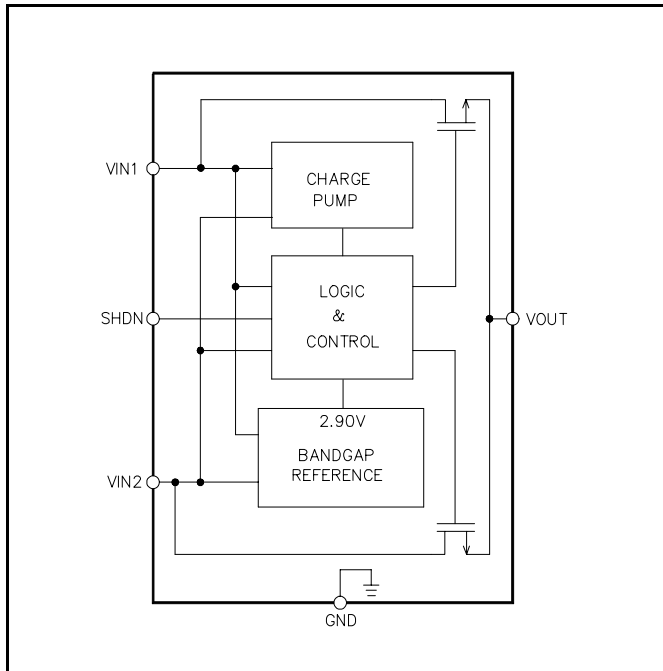 VIN1
CHARGE
PUMP
LOGIC
&
CONTROL
SHDN
VOUT
2.90V
BANDGAP
REFERENCE
VIN2
GND